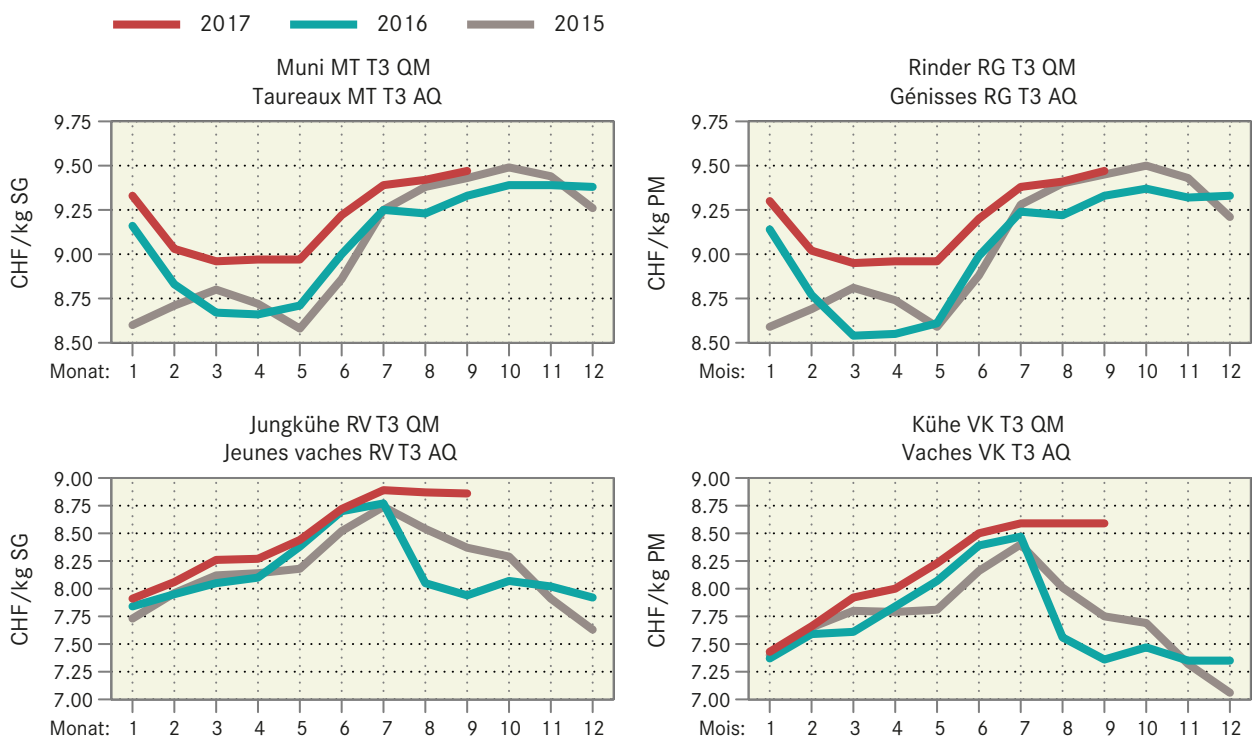 2017 2016 2015
Muni MT T3 QM
Taureaux MT T3 AQ
CHF/kg SG
9.75
9.50
9.25
9.00
8.75
8.50
Monat: 1 2 3 4 5 6 7 8 9 10 11 12
Rinder RG T3 QM
Génisses RG T3 AQ
CHF/kg PM
9.75
9.50
9.25
9.00
8.75
8.50
Mois: 1 2 3 4 5 6 7 8 9 10 11 12
Jungkühe RV T3 QM
Jeunes vaches RV T3 AQ
CHF/kg SG
9.00
8.75
8.50
8.25
8.00
7.75
7.50
7.25
7.00
Monat: 1 2 3 4 5 6 7 8 9 10 11 12
Kühe VK T3 QM
Vaches VK T3 AQ
CHF/kg PM
9.00
8.75
8.50
8.25
8.00
7.75
7.50
7.25
7.00
Mois: 1 2 3 4 5 6 7 8 9 10 11 12